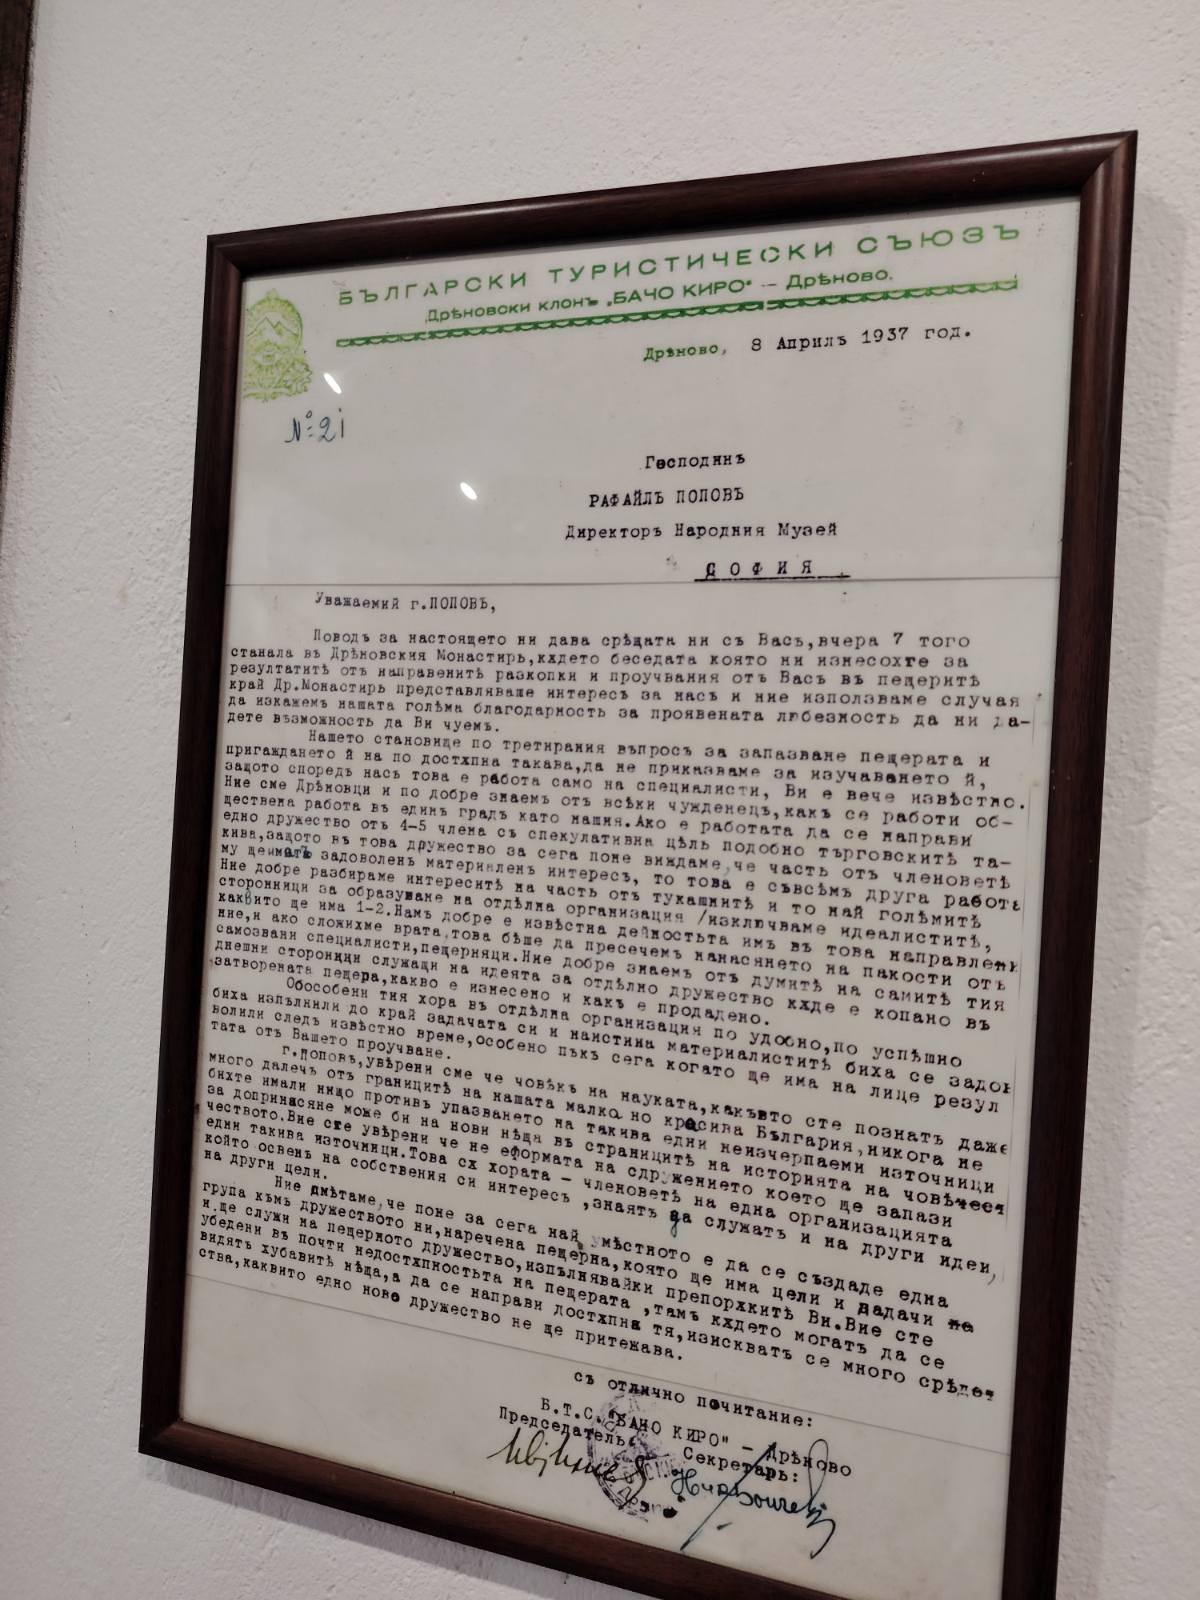 БЪЛГАРСКИ ТУРИСТИЧЕСКИ СЪЮЗЪ
Дрѣновски клонъ „БАЧО КИРО" — Дрѣново.
Дрѣново, 8 Априлъ 1937 год.
№ 21
Господинъ
РАФАИЛЪ ПОПОВЪ
Директоръ Народния Музей
СОФИЯ
Уважаемий г.ПОПОВЪ,
Поводъ за настоящето ни дава срѣщата ни съ Васъ,вчера 7 того
станала въ Дрѣновския Монастирь,кѫдето беседата която ни изнесохте за
резултатитѣ отъ направенитѣ разкопки и проучвания отъ Васъ въ пещеритѣ
край Др.Монастирь представляваше интересъ за насъ и ние използваме случая
да изкажемъ нашата голѣма благодарность за проявената любезность да ни да-
дете възможность да Ви чуемъ.
Нашето становище по третирания въпросъ за запазване пещерата и
пригаждането й на по достѫпна такава,да не приказваме за изучаването й,
защото споредъ насъ това е работа само на специалисти, Ви е вече известно.
Ние сме Дрѣновци и по добре знаемъ отъ всѣки чужденецъ,какъ се работи об-
ществена работа въ единъ градъ като нашия.Ако е работата да се направи
едно дружество отъ 4-5 члена съ спекулативна цѣль подобно търговскитѣ та-
кива,защото въ това дружество за сега поне виждаме,че часть отъ членоветѣ
му ще иматъ задоволенъ материаленъ интересъ, то това е съвсѣмъ друга работа
Ние добре разбираме интереситѣ на часть отъ тукашнитѣ и то най голѣмитѣ
сторонници за образуване на отдѣлна организация /изключваме идеалиститѣ,
каквито ще има 1-2.Намъ добре е известна дейностьта имъ въ това направлени
ние,и ако сложихме врата,това бѣше да пресечемъ нанасянето на пакости отъ
самозвани специалисти,пещерняци.Ние добре знаемъ отъ думитѣ на самитѣ тия
днешни стороници служащи на идеята за отдѣлно дружество кѫде е копано въ
затворената пещера,какво е изнесено и какъ е продадено.
Обособени тия хора въ отдѣлна организация по удобно,по успѣшно
биха изпълнили до край задачата си и наистина материалиститѣ биха се задов
волили следъ известно време,особено пъкъ сега когато ще има на лице резул
тата отъ Вашето проучване.
г.Поповъ,уверени сме че човѣкъ на науката,какъвто сте познатъ даже
много далечъ отъ границитѣ на нашата малка но красива България,никога не
бихте имали нищо противъ упазването на такива едни неизчерпаеми източници
за допринасяне може би на нови нѣща въ страницитѣ на историята на човѣчест
чеството.Вие сте уверени че не еформата на сдружението което ще запази
едни такива източници.Това сѫ хората - членоветѣ на една организацията
който освенъ на собствения си интересъ ,знаятъ да служатъ и на други идеи,
на други цели.
Ние смѣтаме,че поне за сега най умѣстното е да се създаде една
група къмъ дружеството ни,наречена пещерна,която ще има цели и задачи
и ще служи на пещерното дружество,изпълнявайки препорѫкитѣ Ви.Вие сте
убедени въ почти недостѫпностьта на пещерата ,тамъ кѫдето могатъ да се
видятъ хубавитѣ нѣща,а да се направи достѫпна тя,изискватъ се много срѣдст
ства,каквито едно ново дружество не ще притежава.
съ отлично почитание:
Б.Т.С."БАЧО КИРО" - Дрѣново
Председатель: Секретарь: